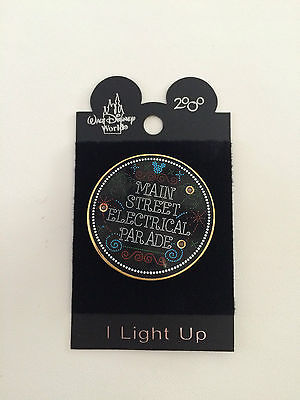 WALT DISNEY
WORLD
2000
MAIN
STREET
ELECTRICAL
PARADE
I Light Up